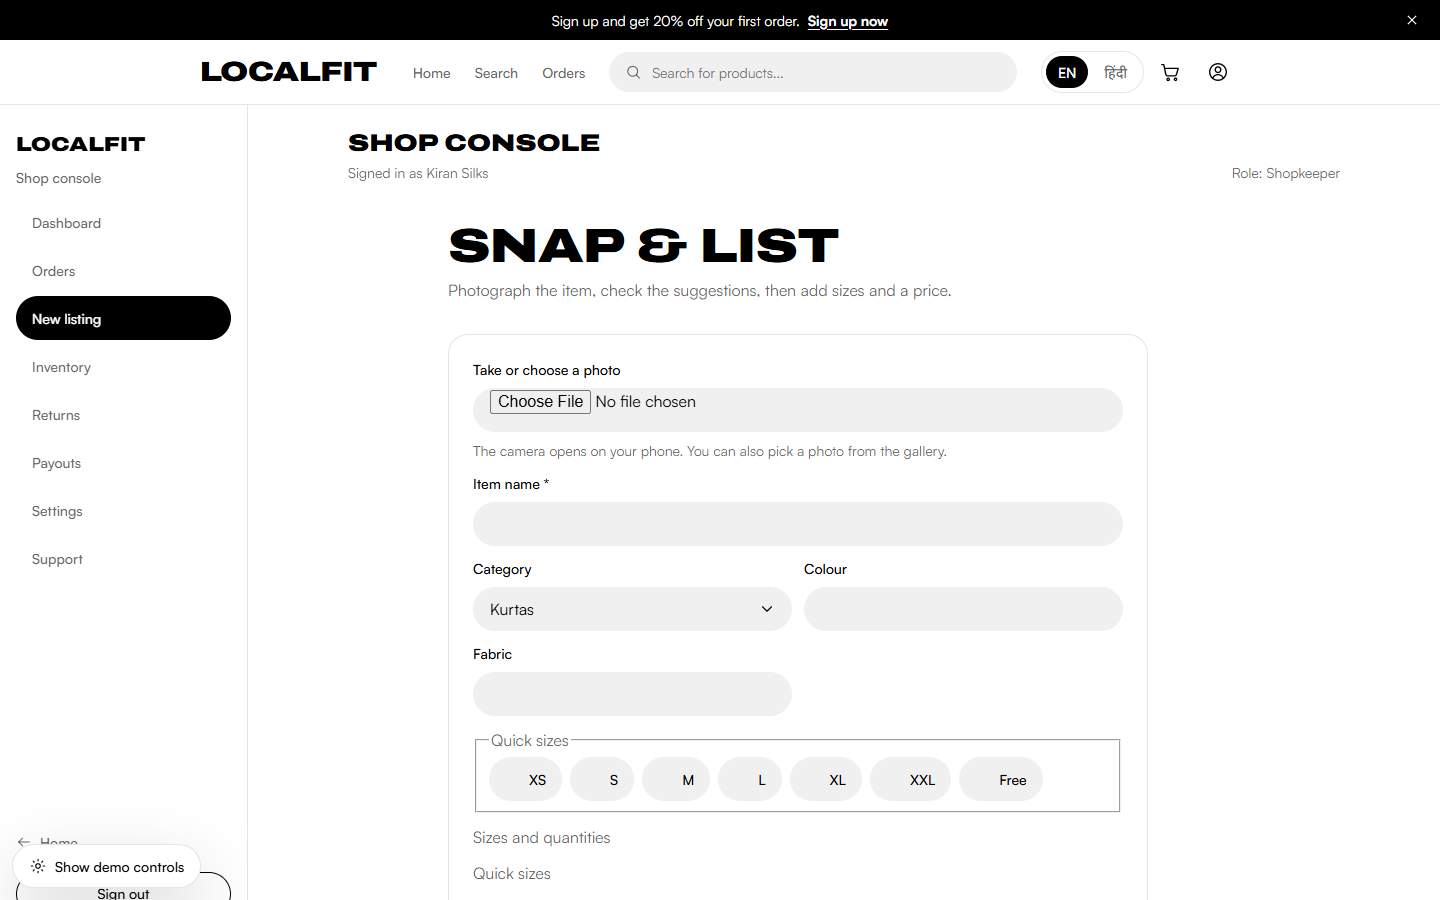 Sign up and get 20% off your first order. Sign up now
LOCALFIT
Home
Search
Orders
Search for products...
EN
हिंदी
LOCALFIT
Shop console
Dashboard
Orders
New listing
Inventory
Returns
Payouts
Settings
Support
Home
Show demo controls
Sign out
SHOP CONSOLE
Signed in as Kiran Silks
Role: Shopkeeper
SNAP & LIST
Photograph the item, check the suggestions, then add sizes and a price.
Take or choose a photo
Choose File No file chosen
The camera opens on your phone. You can also pick a photo from the gallery.
Item name *
Category
Colour
Kurtas
Fabric
Quick sizes
XS
S
M
L
XL
XXL
Free
Sizes and quantities
Quick sizes